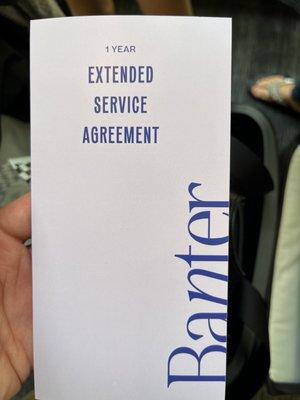 1 YEAR
EXTENDED
SERVICE
AGREEMENT
Banter